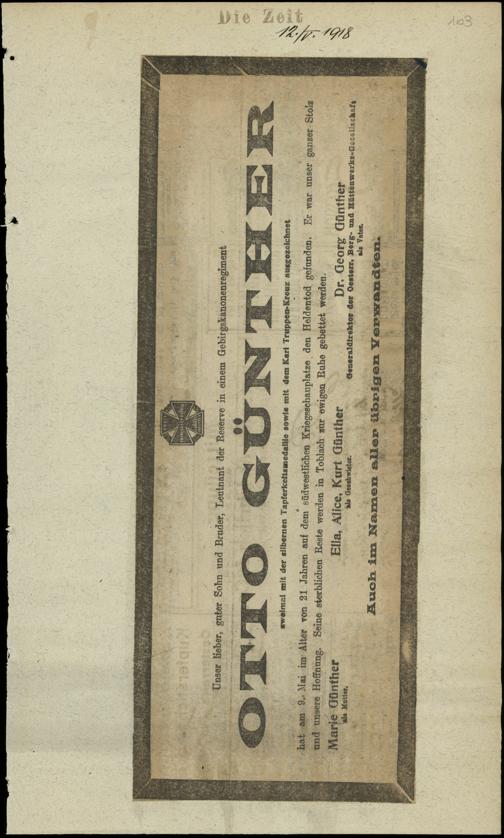 Die Zeit
12./V. 1918
103
Unser lieber, guter Sohn und Bruder, Leutnant der Reserve in einem Gebirgskanonenregiment
OTTO GÜNTHER
zweimal mit der silbernen Tapferkeitsmedaille sowie mit dem Karl Truppen-Kreuz ausgezeichnet
hat am 9. Mai im Alter von 21 Jahren auf dem südwestlichen Kriegsschauplatze den Heldentod gefunden. Er war unser ganzer Stolz
und unsere Hoffnung. Seine sterblichen Reste werden in Toblach zur ewigen Ruhe gebettet werden.
Marie Günther
als Mutter.
Ella, Alice, Kurt Günther
als Geschwister.
Dr. Georg Günther
Generaldirektor der Oesterr. Berg- und Hüttenwerks-Gesellschaft
als Vater.
Auch im Namen aller übrigen Verwandten.